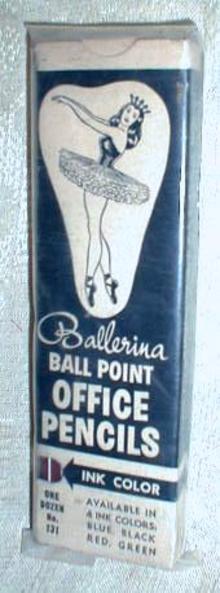 Ballerina
BALL POINT
OFFICE
PENCILS
INK COLOR
ONE
DOZEN
No.
131
AVAILABLE IN
4 INK COLORS:
BLUE, BLACK
RED, GREEN